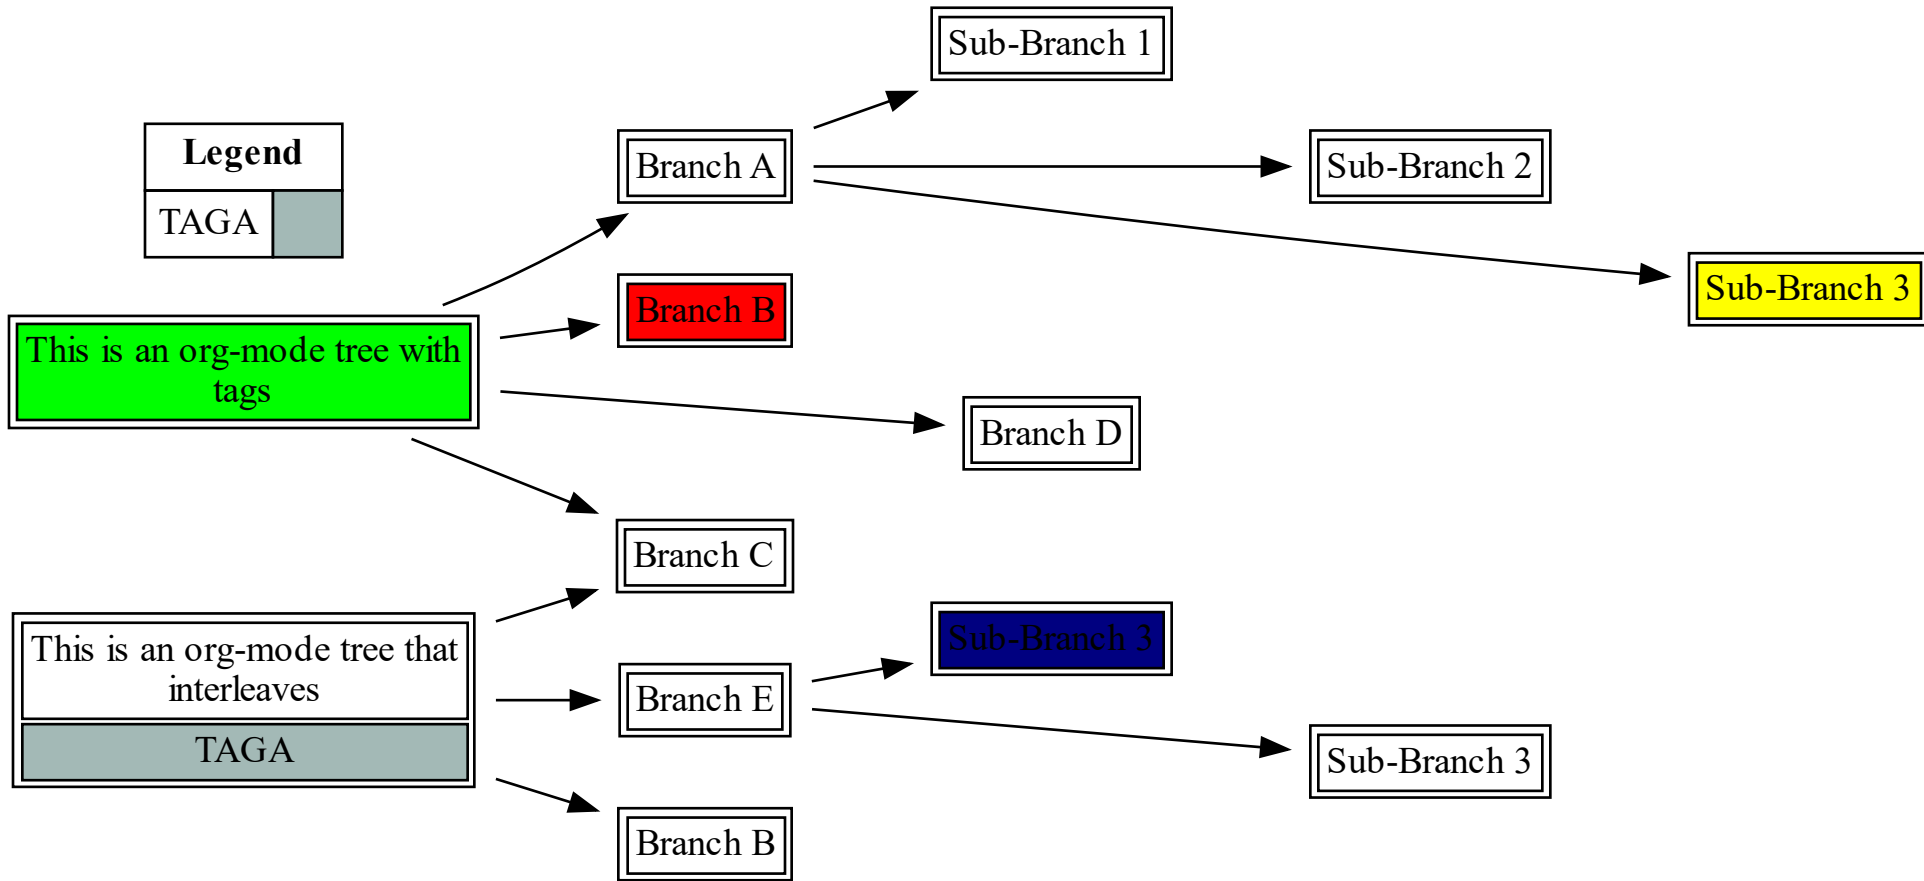 Sub-Branch 1
Legend
TAGA
Branch A
Sub-Branch 2
Sub-Branch 3
Branch B
This is an org-mode tree with
tags
Branch D
Branch C
This is an org-mode tree that
interleaves
TAGA
Sub-Branch 3
Branch E
Sub-Branch 3
Branch B